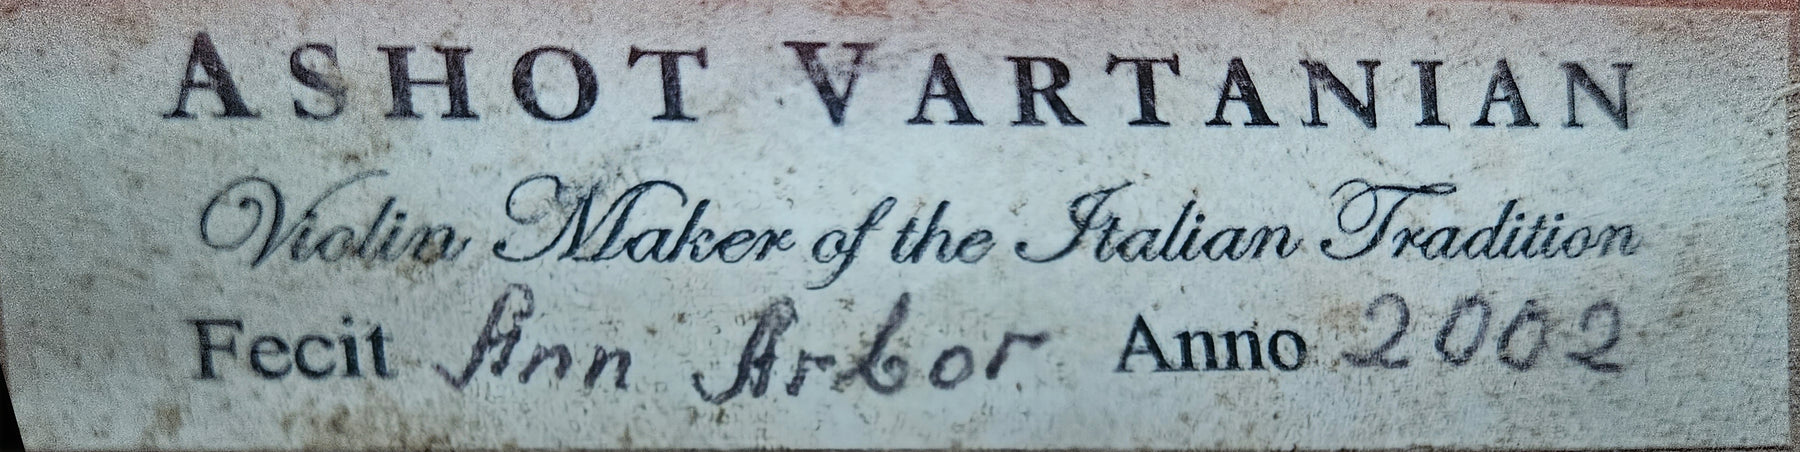 ASHOT VARTANIAN
Violin Maker of the Italian Tradition
Fecit Ann Arbor Anno 2002